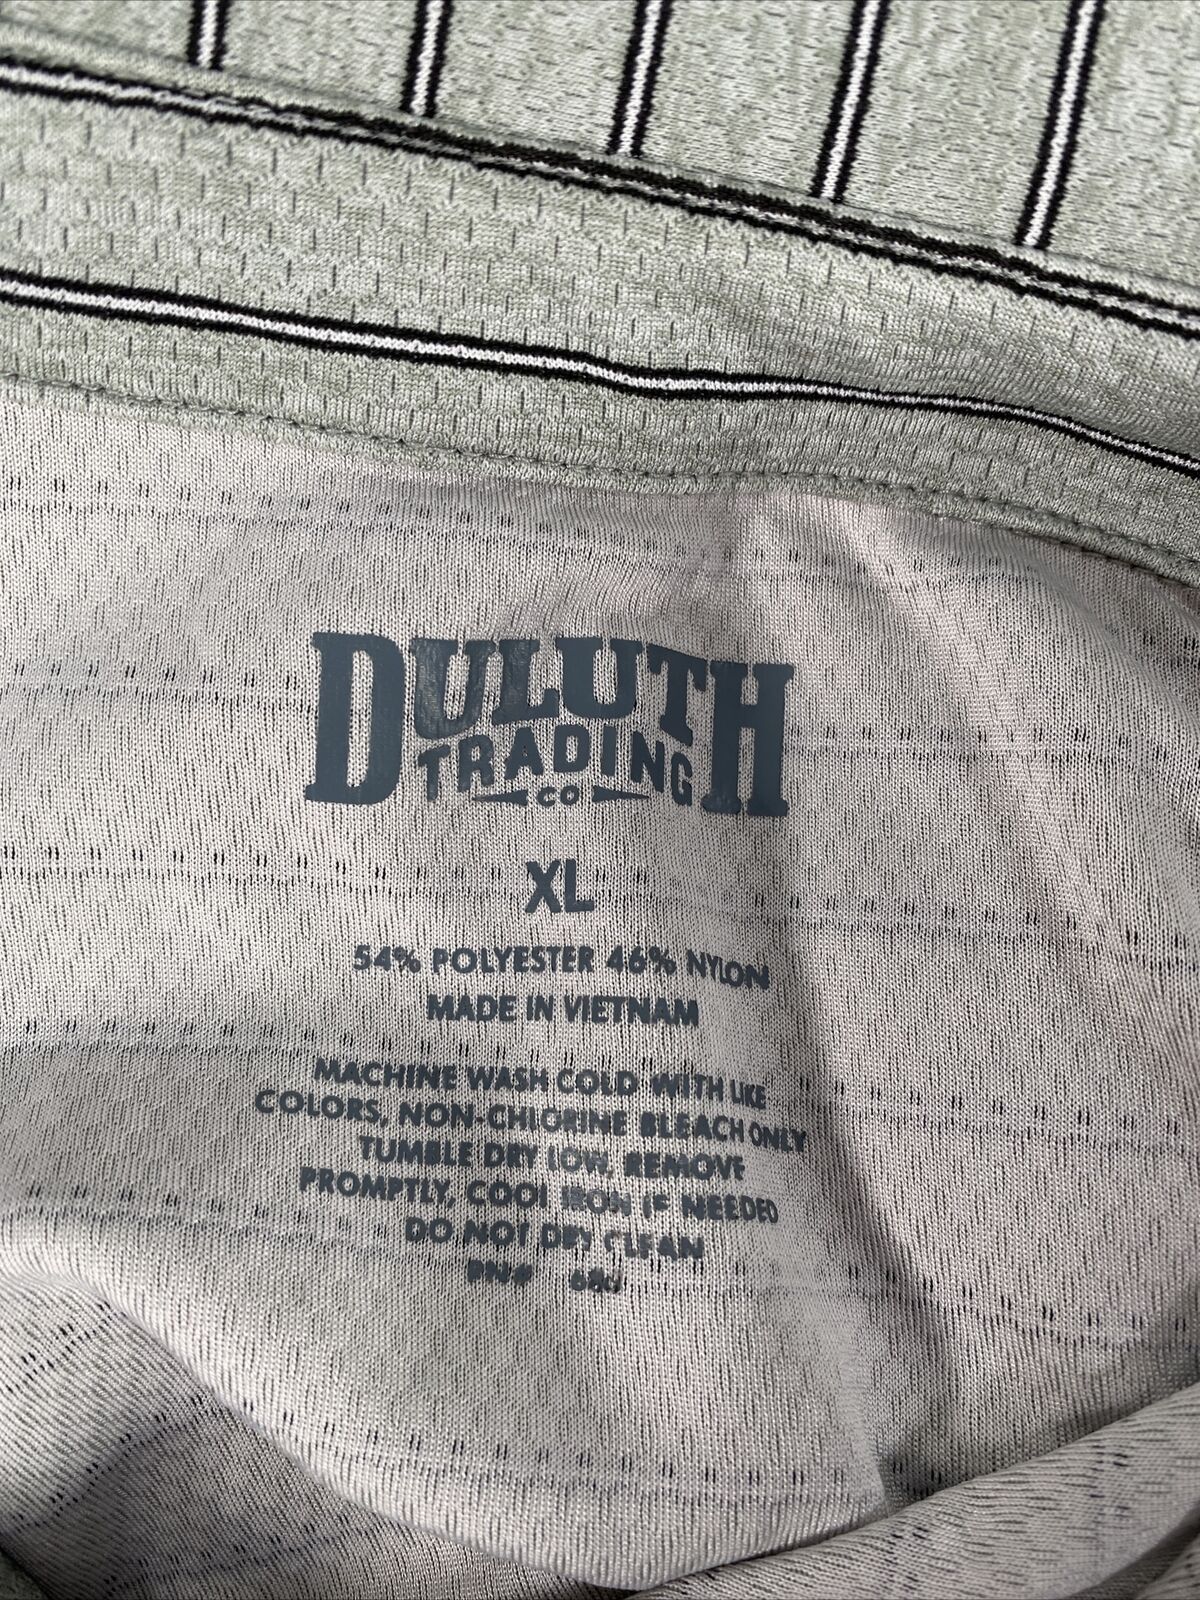 DULUTH
TRADING
CO
XL
54% POLYESTER 46% NYLON
MADE IN VIETNAM
MACHINE WASH COLD WITH LIKE
COLORS, NON-CHLORINE BLEACH ONLY
TUMBLE DRY LOW, REMOVE
PROMPTLY, COOL IRON IF NEEDED
DO NOT DRY CLEAN
RN#